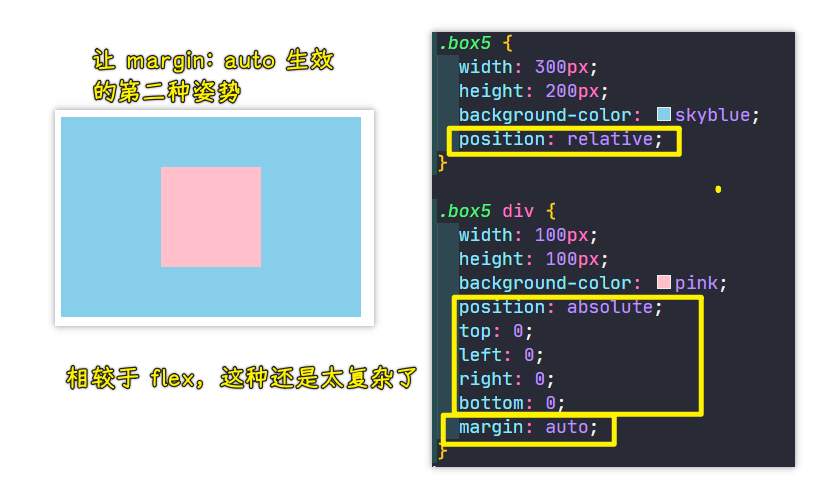 让 margin: auto 生效
的第二种姿势
相较于 flex, 这种还是太复杂了
.box5 {
width: 300px;
height: 200px;
background-color: skyblue;
position: relative;
}
.box5 div {
width: 100px;
height: 100px;
background-color: pink;
position: absolute;
top: 0;
left: 0;
right: 0;
bottom: 0;
margin: auto;
}